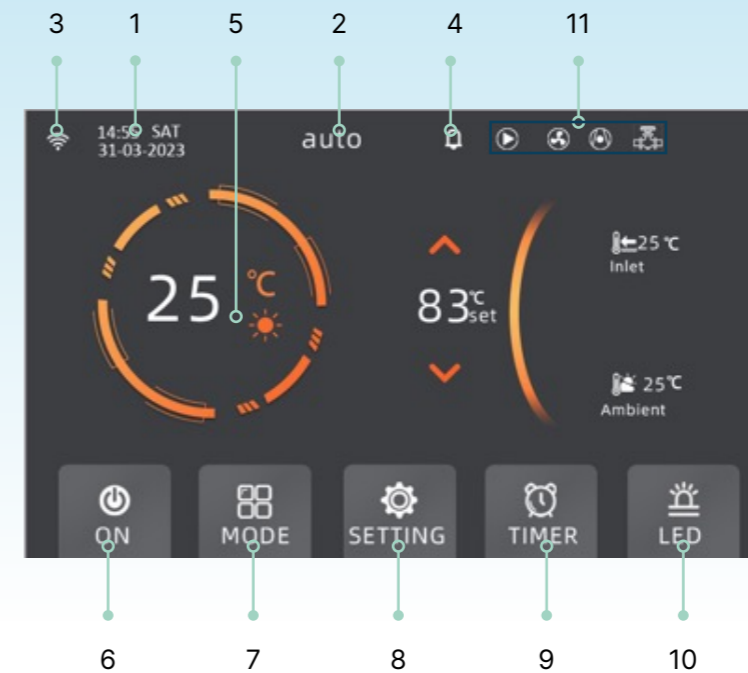 3 1 5 2 4 11
14:55 SAT
31-03-2023
auto
25 °C
83 °C
set
25 °C
Inlet
25 °C
Ambient
ON MODE SETTING TIMER LED
6 7 8 9 10